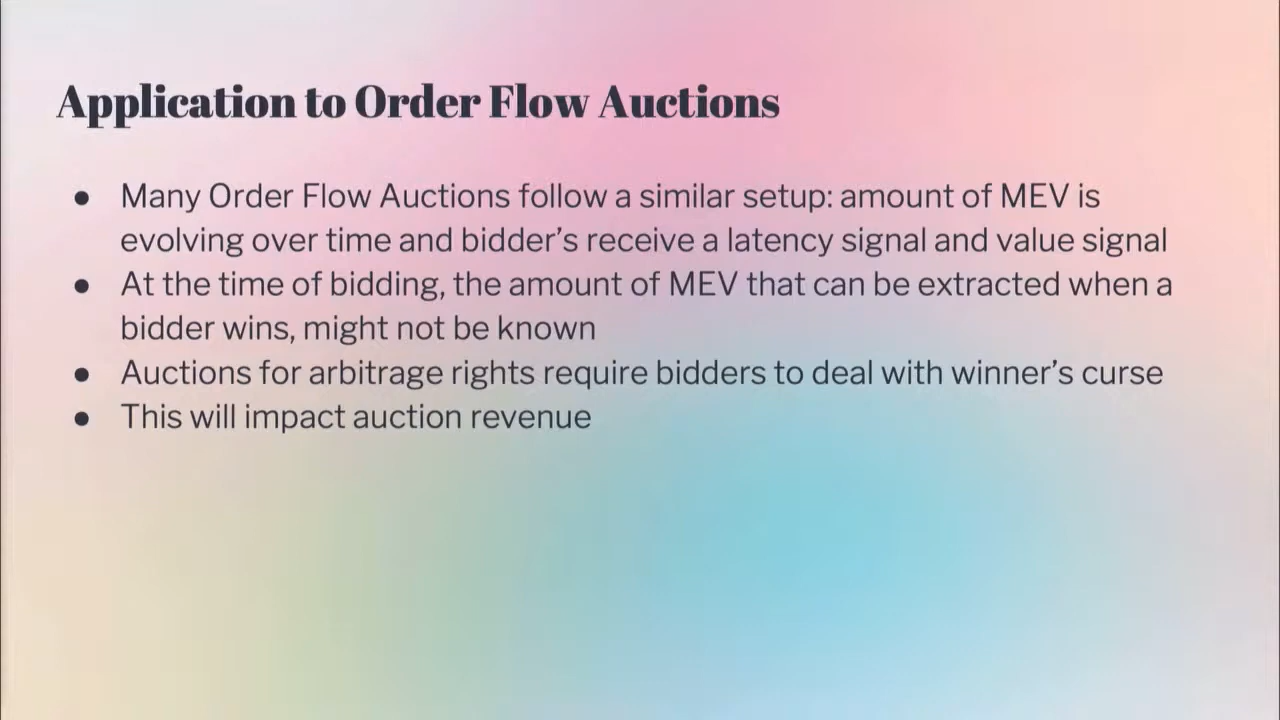 Application to Order Flow Auctions
● Many Order Flow Auctions follow a similar setup: amount of MEV is
evolving over time and bidder’s receive a latency signal and value signal
● At the time of bidding, the amount of MEV that can be extracted when a
bidder wins, might not be known
● Auctions for arbitrage rights require bidders to deal with winner’s curse
● This will impact auction revenue